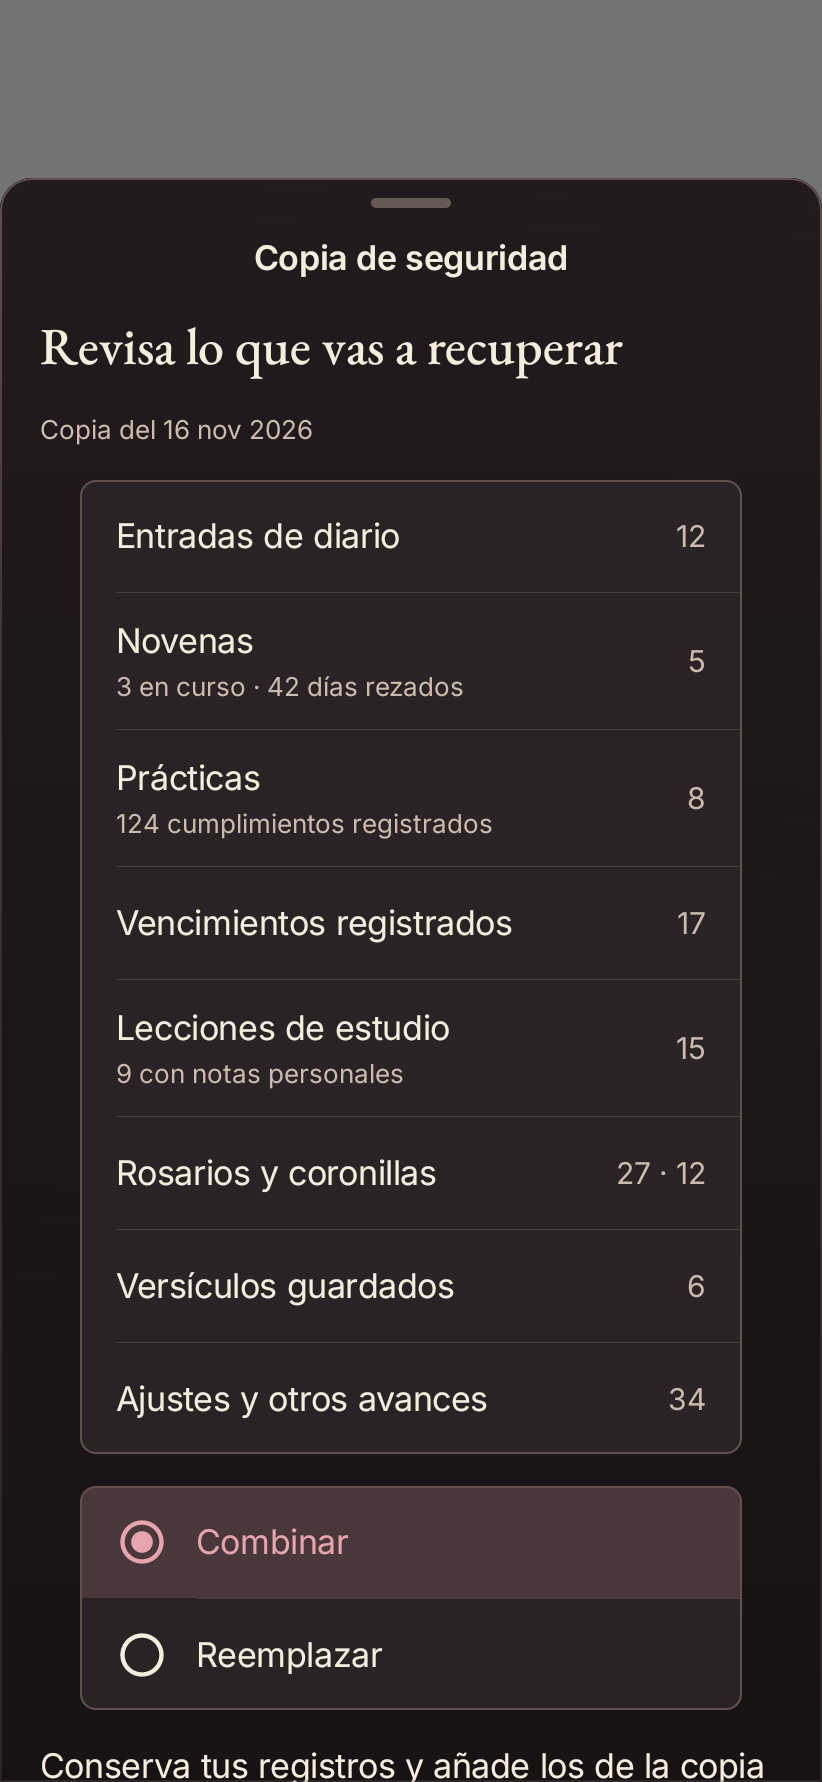 Copia de seguridad
Revisa lo que vas a recuperar
Copia del 16 nov 2026
Entradas de diario 12
Novenas 5
3 en curso · 42 días rezados
Prácticas 8
124 cumplimientos registrados
Vencimientos registrados 17
Lecciones de estudio 15
9 con notas personales
Rosarios y coronillas 27 · 12
Versículos guardados 6
Ajustes y otros avances 34
Combinar
Reemplazar
Conserva tus registros y añade los de la copia